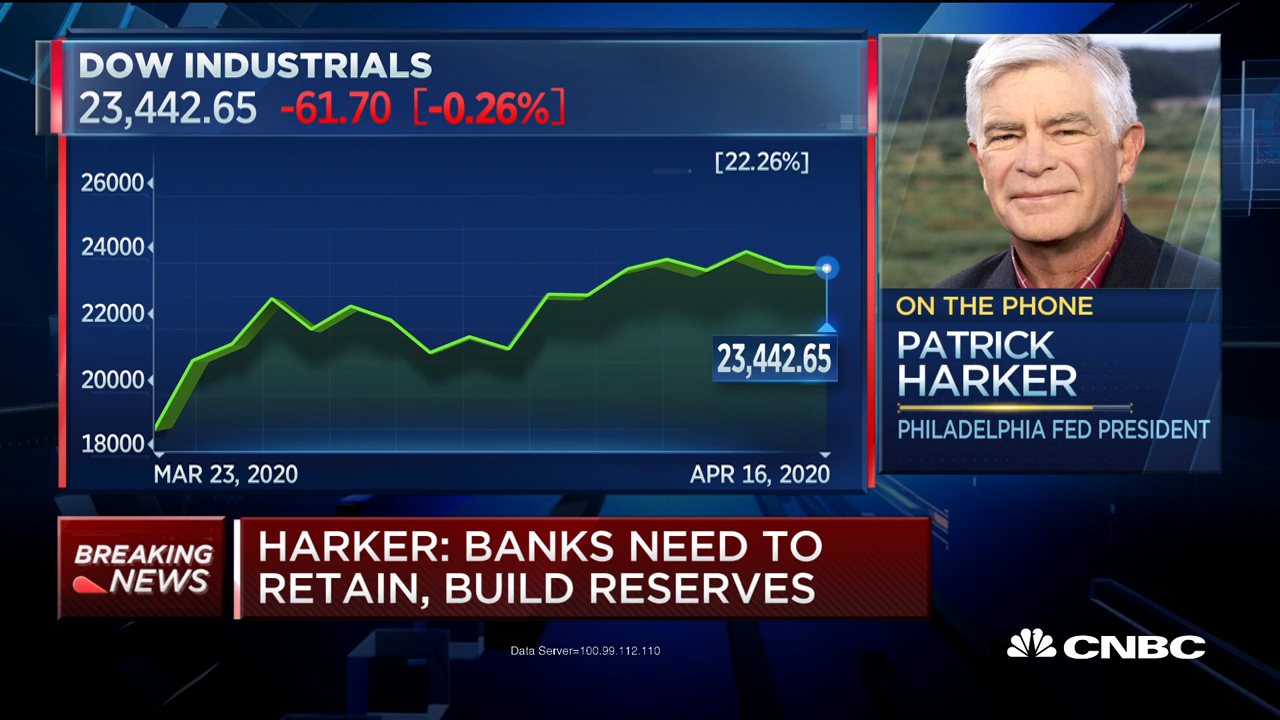 DOW INDUSTRIALS
23,442.65 -61.70 [-0.26%]
[22.26%]
26000
24000
22000
20000
18000
23,442.65
MAR 23, 2020
APR 16, 2020
ON THE PHONE
PATRICK
HARKER
PHILADELPHIA FED PRESIDENT
BREAKING
NEWS
HARKER: BANKS NEED TO
RETAIN, BUILD RESERVES
Data Server=100.99.112.110
CNBC